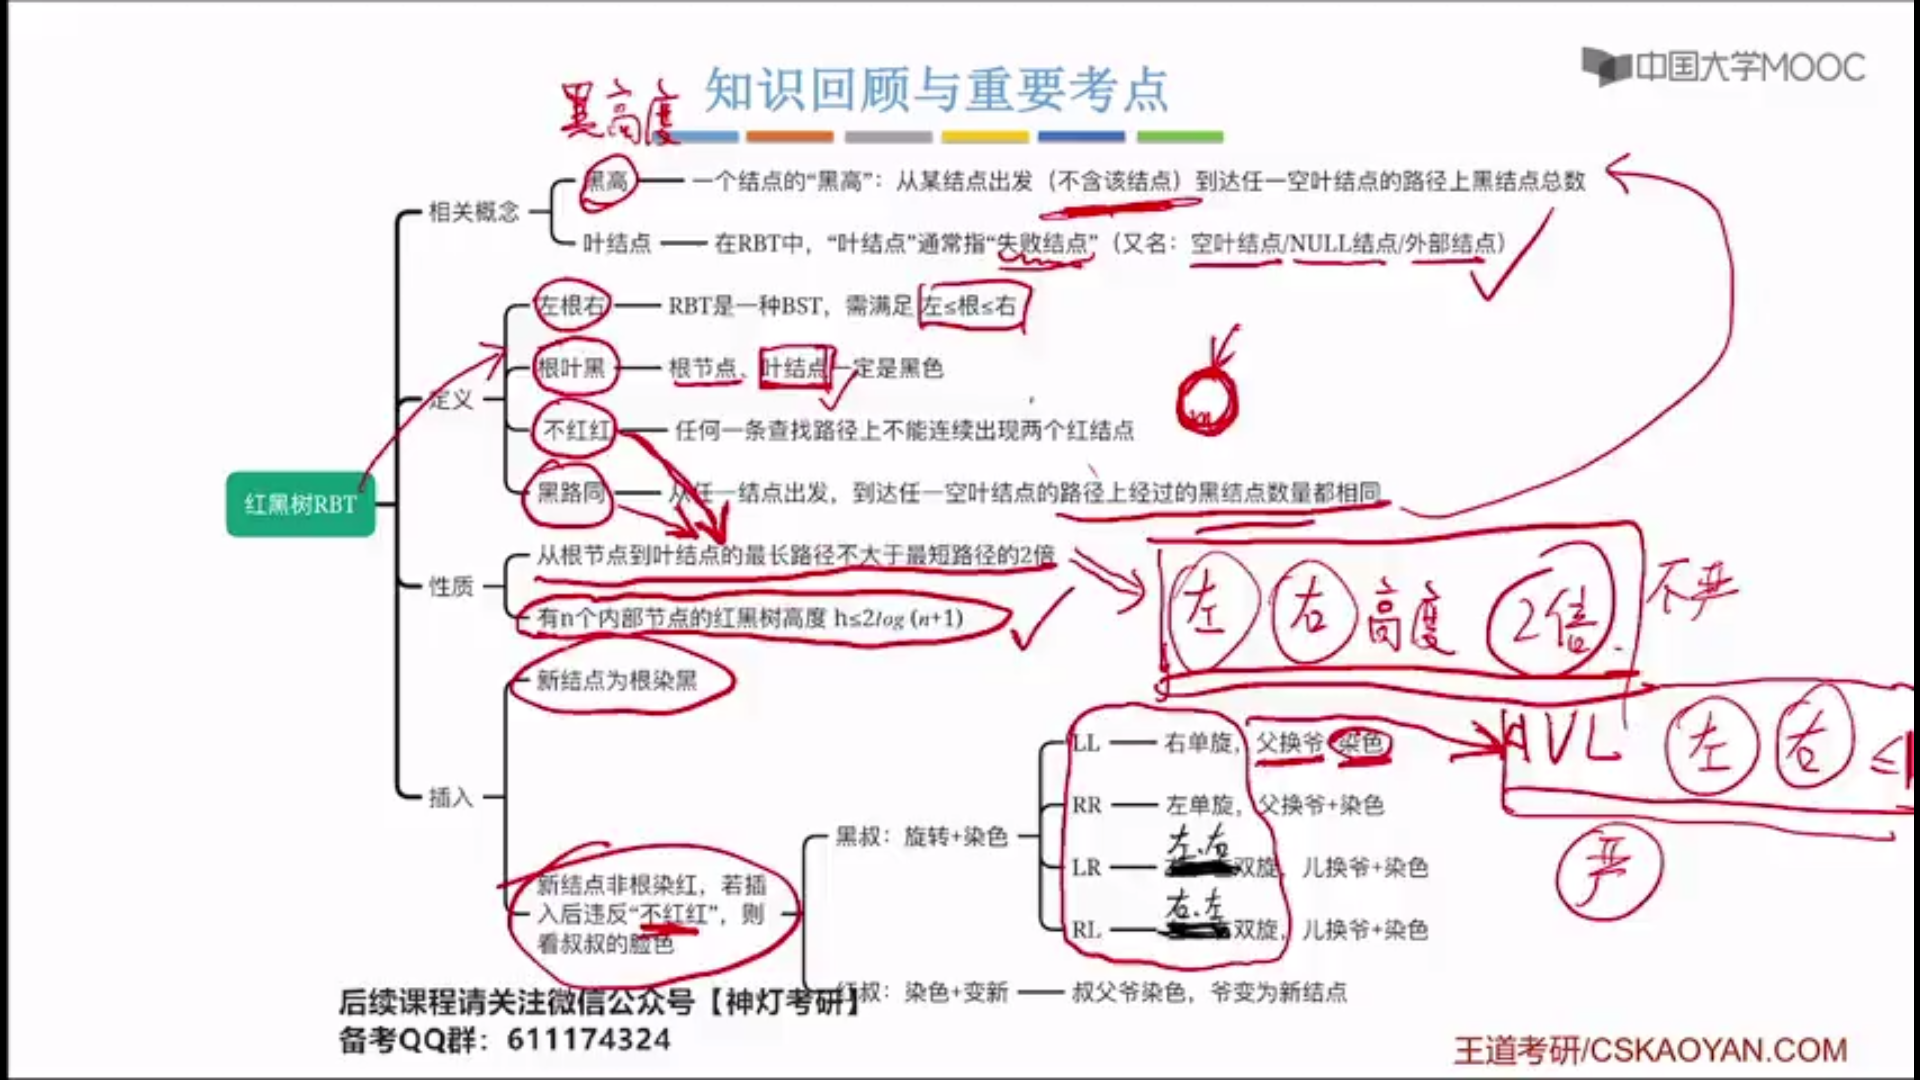 中国大学MOOC
黑高度
知识回顾与重要考点
红黑树RBT
相关概念
黑高
一个结点的“黑高”：从某结点出发（不含该结点）到达任一空叶结点的路径上黑结点总数
叶结点
在RBT中，“叶结点”通常指“失败结点”（又名：空叶结点/NULL结点/外部结点）
定义
左根右
RBT是一种BST，需满足 左≤根≤右
根叶黑
根节点、叶结点一定是黑色
不红红
任何一条查找路径上不能连续出现两个红结点
黑路同
从任一结点出发，到达任一空叶结点的路径上经过的黑结点数量都相同
性质
从根节点到叶结点的最长路径不大于最短路径的2倍
有n个内部节点的红黑树高度 h≤2log (n+1)
左 右 高度 2倍.
不严
AVL 左 右 ≤1
严
插入
新结点为根染黑
新结点非根染红，若插
入后违反“不红红”，则
看叔叔的脸色
黑叔：旋转+染色
LL
右单旋，父换爷+染色
RR
左单旋，父换爷+染色
LR
左、右双旋，儿换爷+染色
RL
右、左双旋，儿换爷+染色
红叔：染色+变新
叔父爷染色，爷变为新结点
后续课程请关注微信公众号【神灯考研】
备考QQ群：611174324
王道考研/CSKAOYAN.COM